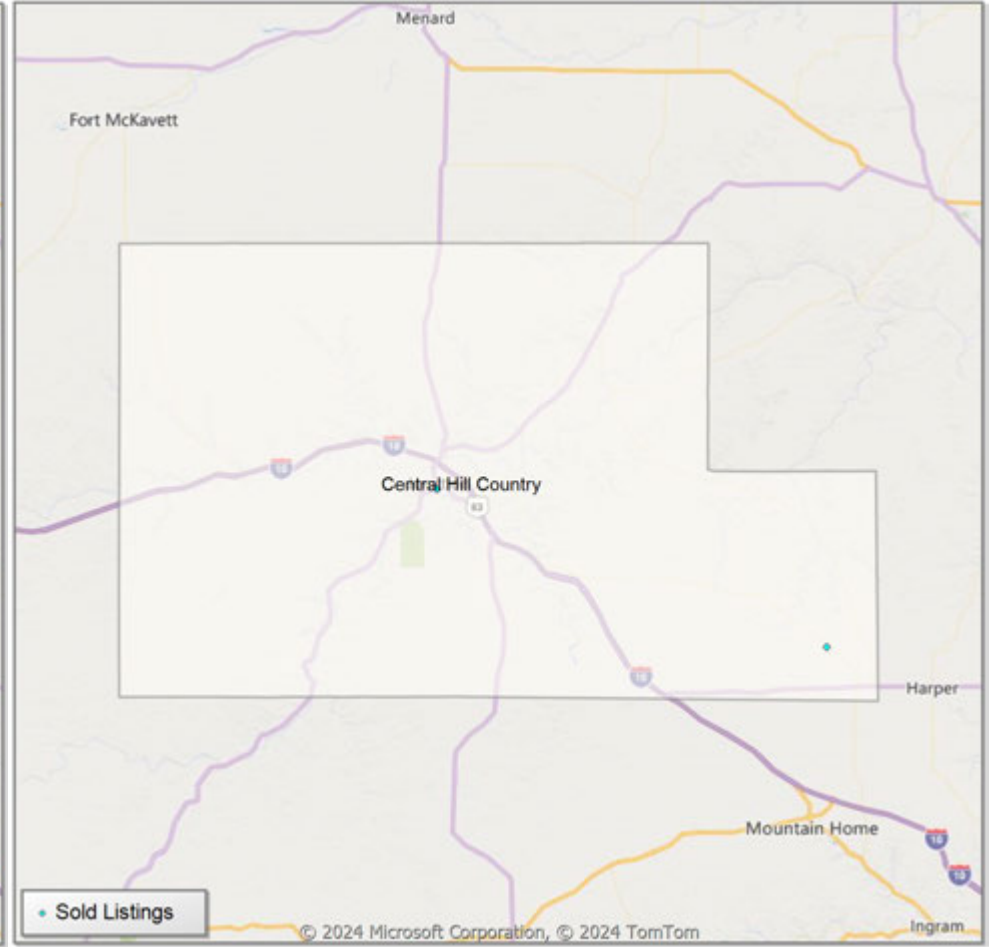 Menard
Fort McKavett
10
10
Central Hill Country
83
10
Harper
Mountain Home
10
10
Sold Listings
Ingram
© 2024 Microsoft Corporation, © 2024 TomTom